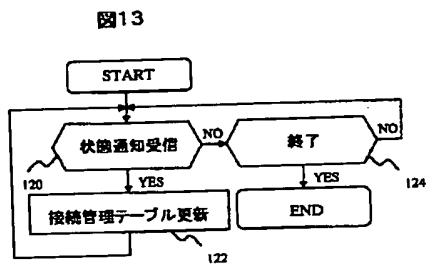 図13
START
状態通知受信
NO
終了
NO
120
YES
YES
124
接続管理テーブル更新
END
122